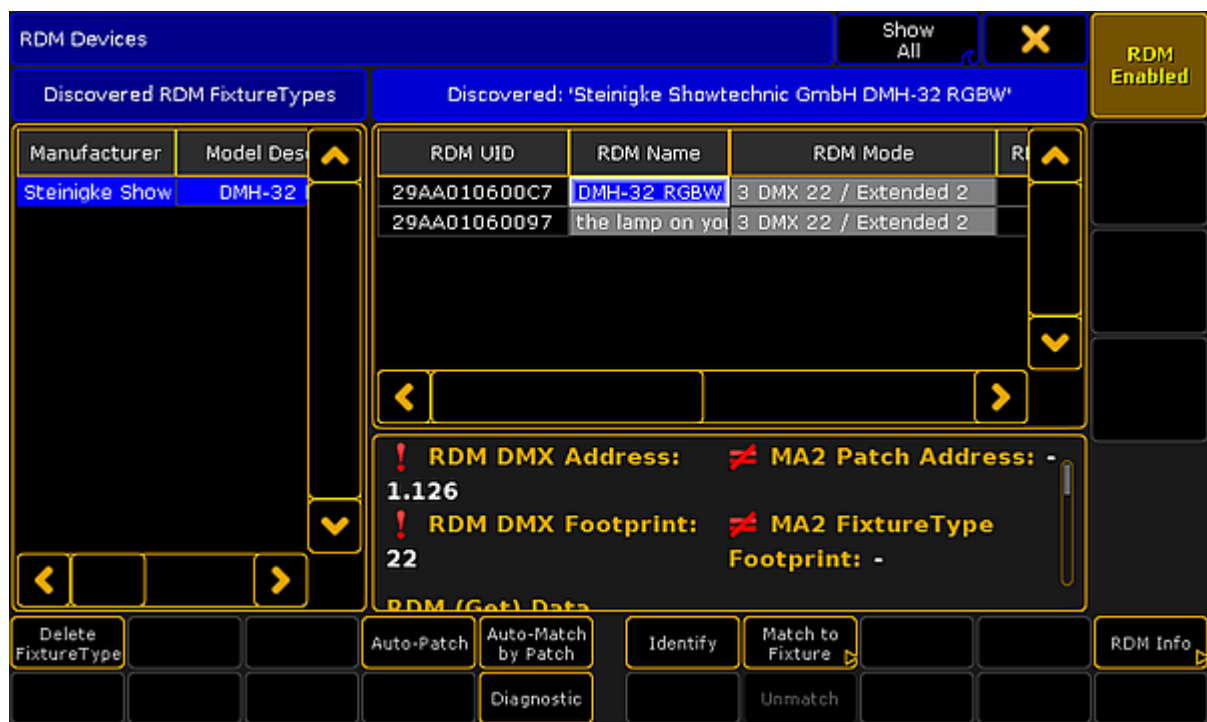 RDM Devices
Show
All
RDM
Enabled
Discovered RDM FixtureTypes
Discovered: 'Steinigke Showtechnic GmbH DMH-32 RGBW'
Manufacturer Model Des
RDM UID RDM Name RDM Mode
Steinigke Show DMH-32
29AA010600C7 DMH-32 RGBW 3 DMX 22 / Extended 2
29AA01060097 the lamp on you 3 DMX 22 / Extended 2
! RDM DMX Address: ≠ MA2 Patch Address: -
1.126
! RDM DMX Footprint: ≠ MA2 FixtureType
22 Footprint: -
RDM (Get) Data
Delete
FixtureType
Auto-Patch
Auto-Match
by Patch
Identify
Match to
Fixture
RDM Info
Diagnostic
Unmatch